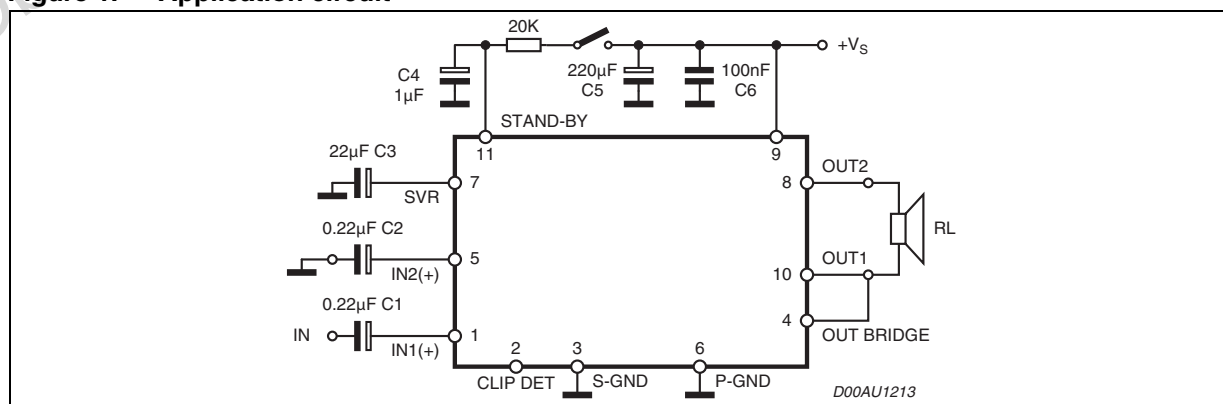 Application circuit
20K
+VS
C4
1µF
220µF
C5
100nF
C6
STAND-BY
11
9
22µF C3
7
SVR
OUT2
8
0.22µF C2
5
IN2(+)
RL
OUT1
10
0.22µF C1
IN
1
IN1(+)
4
OUT BRIDGE
2
3
6
CLIP DET
S-GND
P-GND
D00AU1213